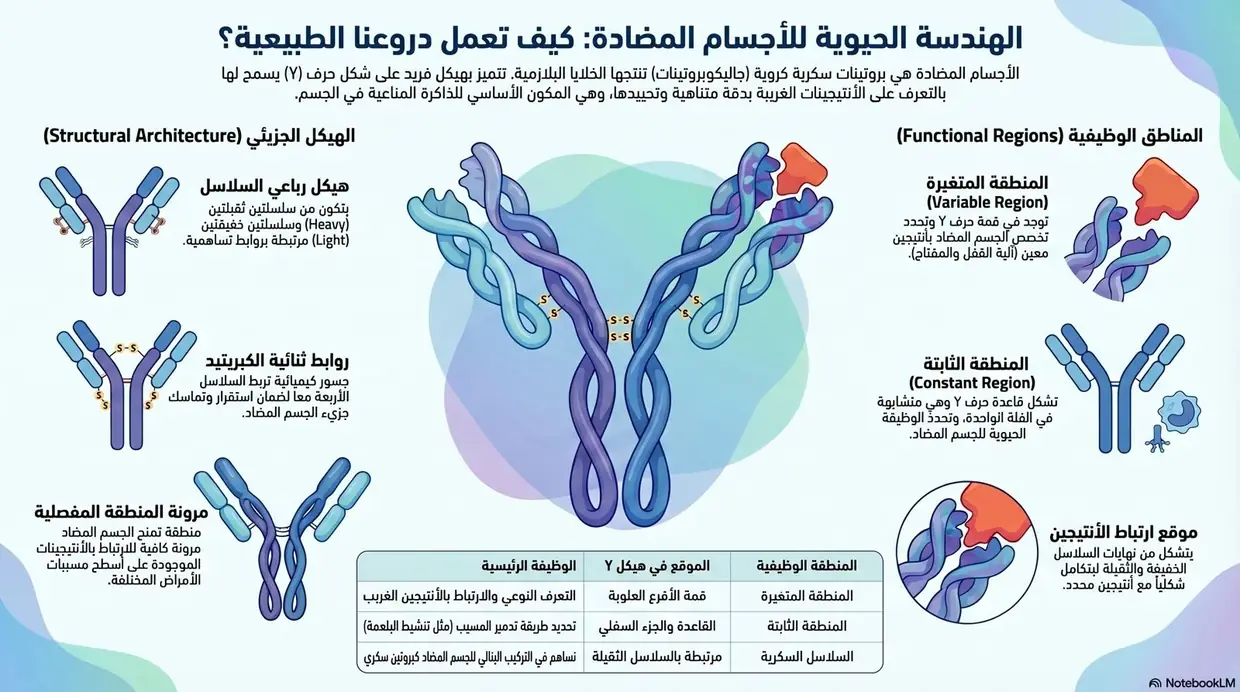 الهندسة الحيوية للأجسام المضادة: كيف تعمل دروعنا الطبيعية؟
الأجسام المضادة هي بروتينات سكرية كروية (جاليكوبروتينات) تنتجها الخلايا البلازمية. تتميز بهيكل فريد على شكل حرف (Y) يسمح لها
بالتعرف على الأنتيجينات الغريبة بدقة متناهية وتحييدها، وهي المكون الأساسي للذاكرة المناعية في الجسم.
المناطق الوظيفية (Functional Regions)
المنطقة المتغيرة
(Variable Region)
توجد في قمة حرف Y وتحدد
تخصص الجسم المضاد بأنتيجين
معين (آلية القفل والمفتاح).
المنطقة الثابتة
(Constant Region)
تشكل قاعدة حرف Y وهي متشابهة
في الفلة انواحدة، وتحدد الوظيفة
الحيوية للجسم المضاد.
موقع ارتباط الأنتيجين
يتشكل من نهايات السلاسل
الخفيفة والثقيلة ليتكامل
شكلياً مع أنتيجين محدد.
الهيكل الجزيئي (Structural Architecture)
هيكل رباعي السلاسل
يتكون من سلسلتين ثقيلتين
(Heavy) وسلسلتين خفيفتين
(Light) مرتبطة بروابط تساهمية.
روابط ثنائية الكبريتيد
جسور كيميائية تربط السلاسل
الأربعة معا لضمان استقرار وتماسك
جزيء الجسم المضاد.
مرونة المنطقة المفصلية
منطقة تمنح الجسم المضاد
مرونة كافية للارتباط بالأنتيجينات
الموجودة على أسطح مسببات
الأمراض المختلفة.
S-S
S
S
S
S
S
S
S-S
S-S
S
S
المنطقة الوظيفية الموقع في هيكل Y الوظيفة الرئيسية
المنطقة المتغيرة قمة الأفرع العلوبة التعرف النوعي والارتباط بالأنتيجين الغريب
المنطقة الثابتة القاعدة والجزء السفلي تحديد طريقة تدمير المسبب (مثل تنشيط البلعمة)
السلاسل السكرية مرتبطة بالسلاسل الثقيلة تساهم في التركيب البنائي للجسم المضاد كبروتين سكري
NotebookLM